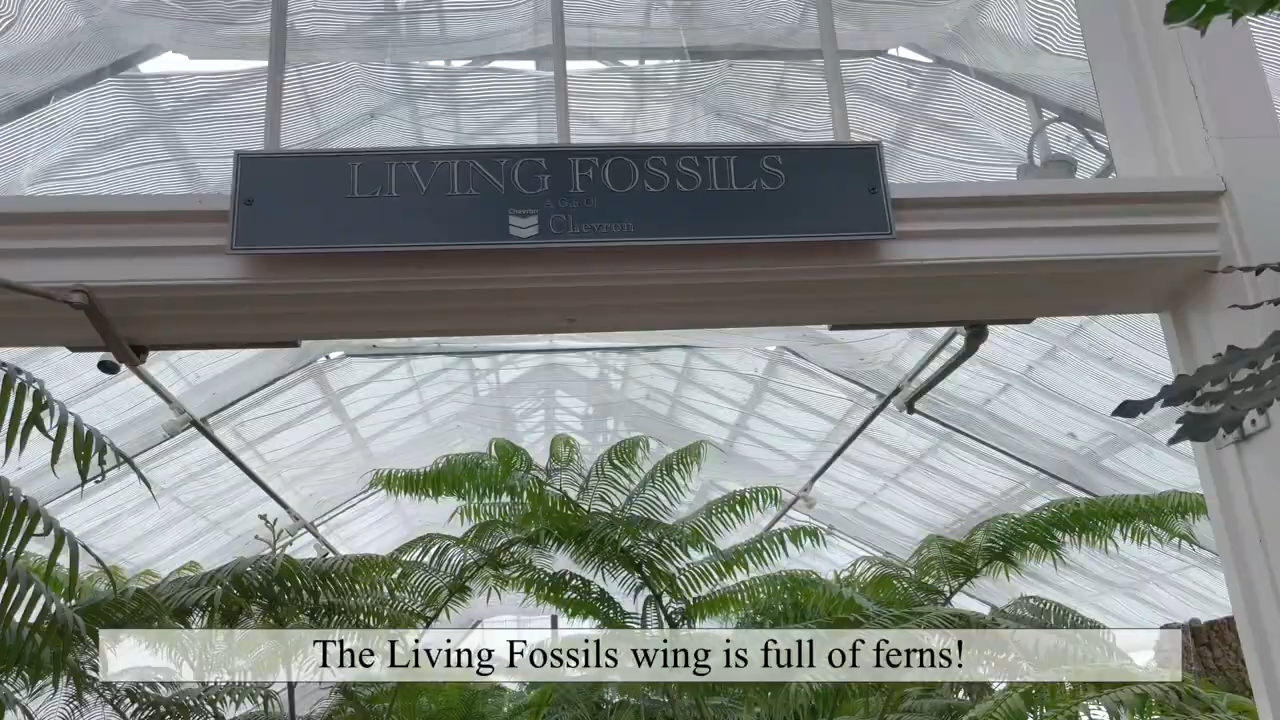 LIVING FOSSILS
A Gift Of
Chevron
Chevron
The Living Fossils wing is full of ferns!